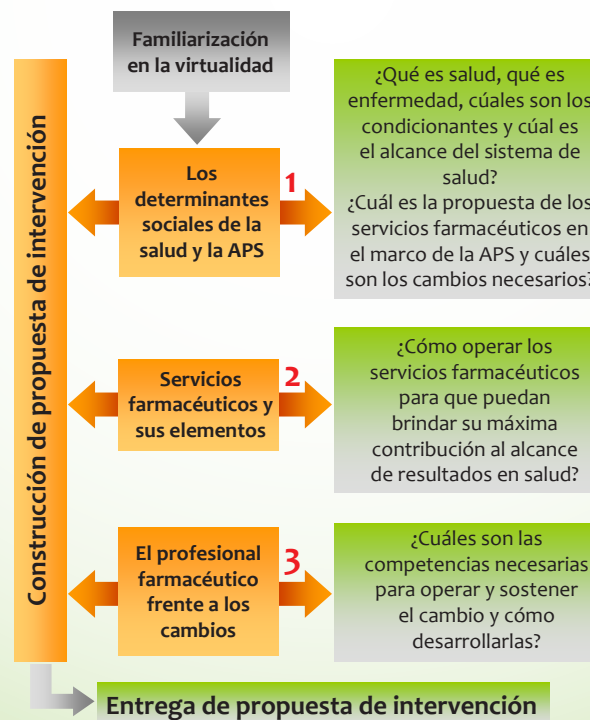 Familiarización
en la virtualidad
Construcción de propuesta de intervención
Los
determinantes
sociales de la
salud y la APS
1
¿Qué es salud, qué es
enfermedad, cúales son los
condicionantes y cúal es
el alcance del sistema de
salud?
¿Cuál es la propuesta de los
servicios farmacéuticos en
el marco de la APS y cuáles
son los cambios necesarios?
Servicios
farmacéuticos y
sus elementos
2
¿Cómo operar los
servicios farmacéuticos
para que puedan
brindar su máxima
contribución al alcance
de resultados en salud?
El profesional
farmacéutico
frente a los
cambios
3
¿Cuáles son las
competencias necesarias
para operar y sostener
el cambio y cómo
desarrollarlas?
Entrega de propuesta de intervención